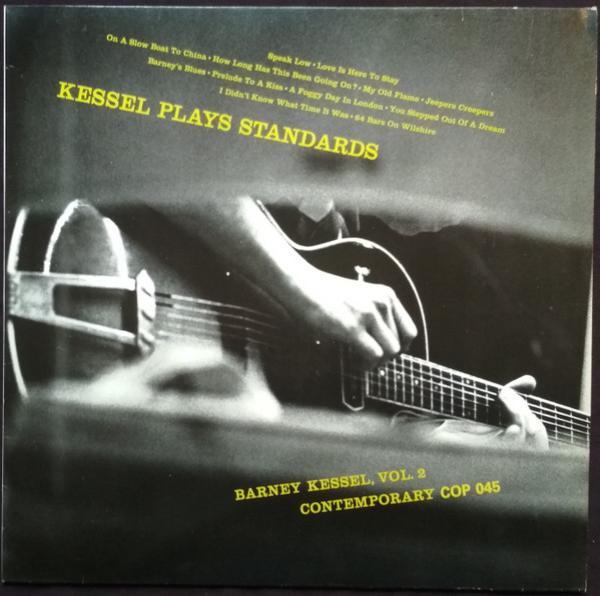 Speak Low • Love Is Here To Stay
On A Slow Boat To China • How Long Has This Been Going On? • My Old Flame • Jeepers Creepers
Barney's Blues • Prelude To A Kiss • A Foggy Day In London • You Stepped Out Of A Dream
I Didn't Know What Time It Was • 64 Bars On Wilshire
KESSEL PLAYS STANDARDS
BARNEY KESSEL, VOL. 2
CONTEMPORARY COP 045